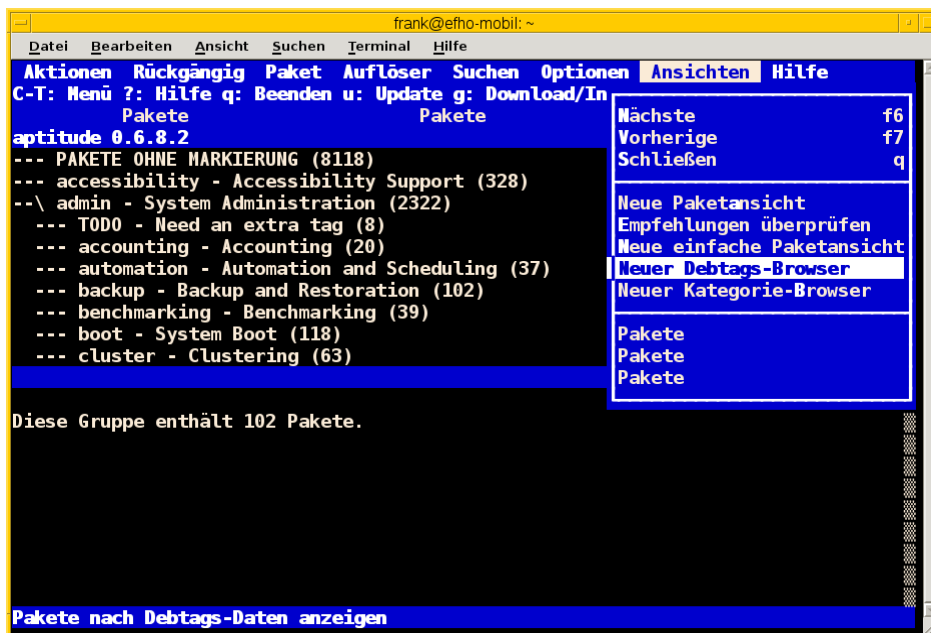 frank@efho-mobil: ~
Datei Bearbeiten Ansicht Suchen Terminal Hilfe
Aktionen Rückgängig Paket Auflöser Suchen Optionen Ansichten Hilfe
C-T: Menü ?: Hilfe q: Beenden u: Update g: Download/In
Pakete Pakete
aptitude 0.6.8.2
--- PAKETE OHNE MARKIERUNG (8118)
--- accessibility - Accessibility Support (328)
--\ admin - System Administration (2322)
--- TODO - Need an extra tag (8)
--- accounting - Accounting (20)
--- automation - Automation and Scheduling (37)
--- backup - Backup and Restoration (102)
--- benchmarking - Benchmarking (39)
--- boot - System Boot (118)
--- cluster - Clustering (63)
Nächste f6
Vorherige f7
Schließen q
Neue Paketansicht
Empfehlungen überprüfen
Neue einfache Paketansicht
Neuer Debtags-Browser
Neuer Kategorie-Browser
Pakete
Pakete
Pakete
Diese Gruppe enthält 102 Pakete.
Pakete nach Debtags-Daten anzeigen